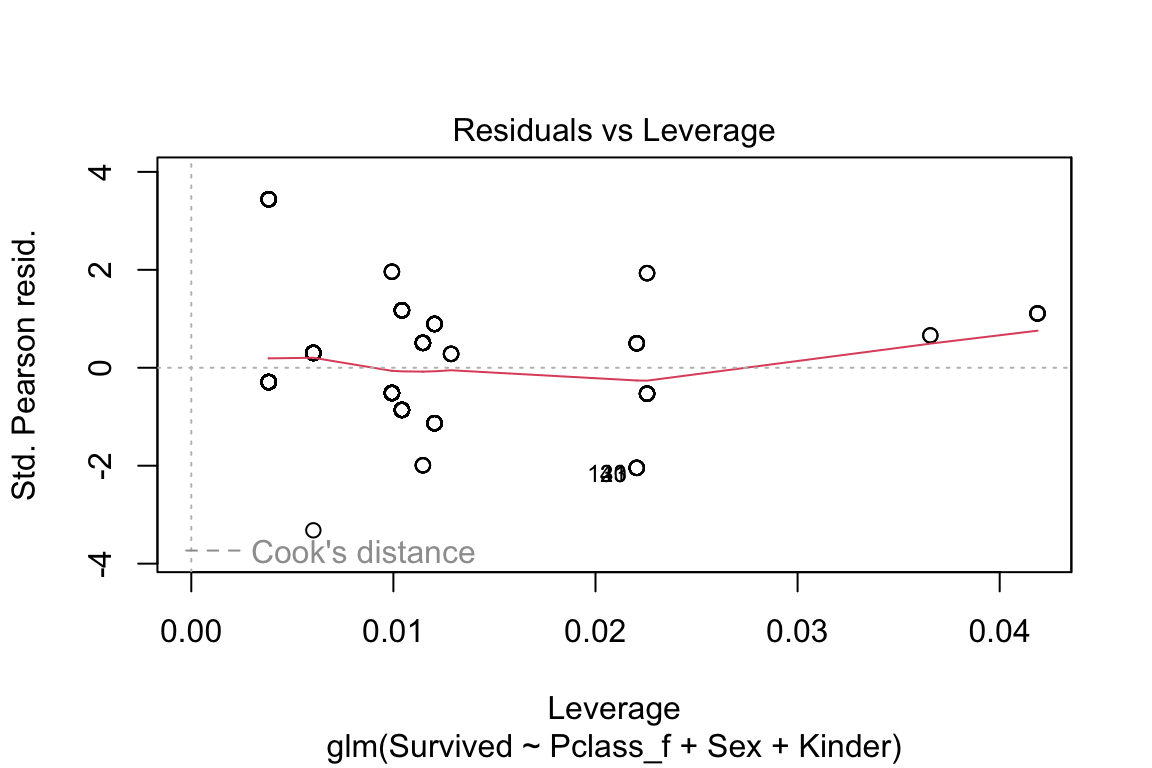 Residuals vs Leverage
Std. Pearson resid.
4
2
0
-2
-4
Cook's distance
0.00 0.01 0.02 0.03 0.04
Leverage
glm(Survived ~ Pclass_f + Sex + Kinder)